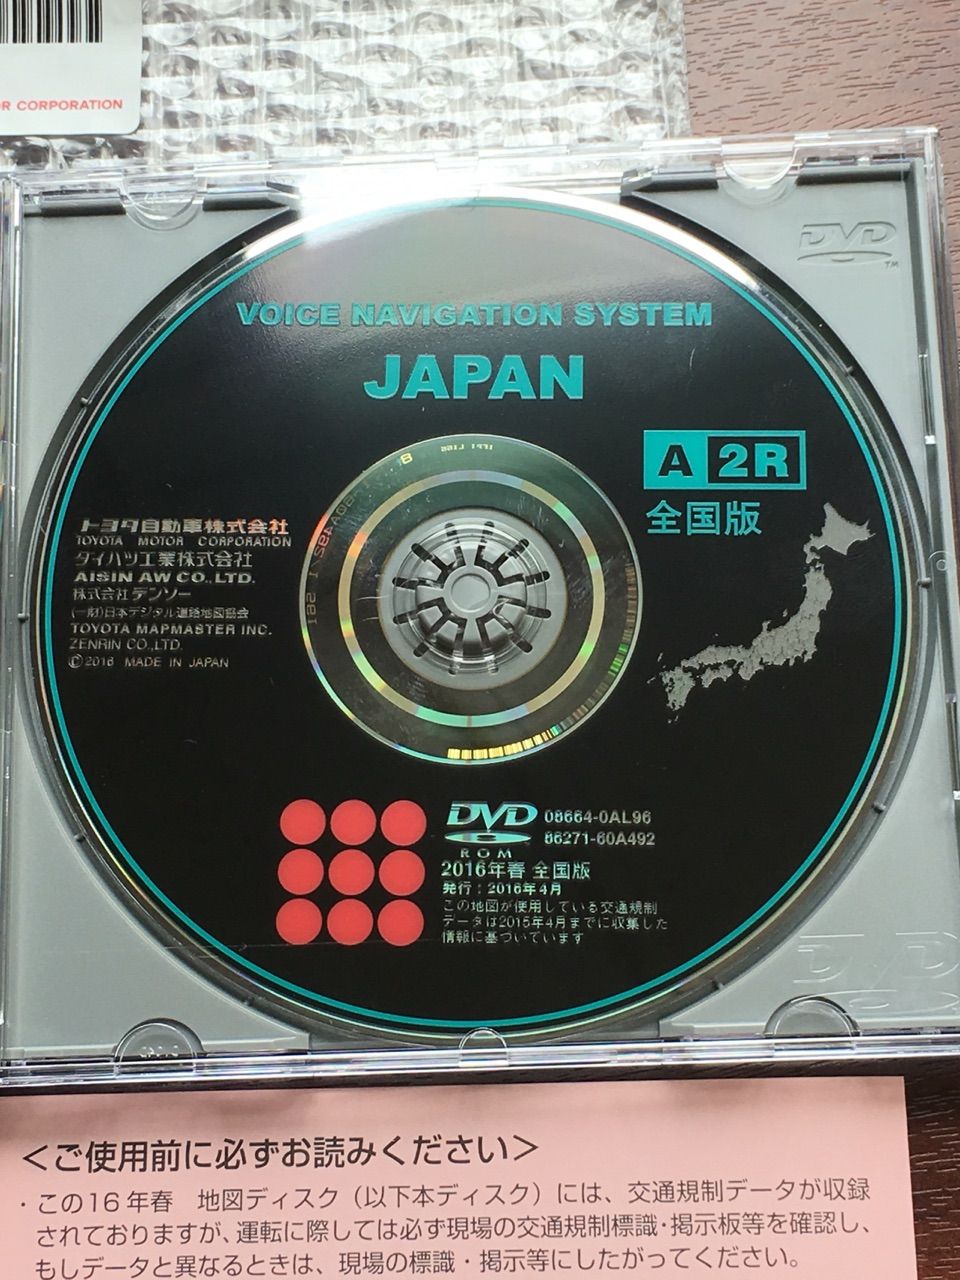 R CORPORATION
DVD
TM
VOICE NAVIGATION SYSTEM
JAPAN
A 2R
全国版
トヨタ自動車株式会社
TOYOTA MOTOR CORPORATION
ダイハツ工業株式会社
AISIN AW CO., LTD.
株式会社デンソー
(一財)日本デジタル道路地図協会
TOYOTA MAPMASTER INC.
ZENRIN CO.,LTD.
©2016 MADE IN JAPAN
DVD
ROM
08664-0AL96
86271-60A492
2016年春 全国版
発行：2016年4月
この地図が使用している交通規制
データは2015年4月までに収集した
情報に基づいています
DVD
＜ご使用前に必ずお読みください＞
・この16年春 地図ディスク（以下本ディスク）には、交通規制データが収録
されておりますが、運転に際しては必ず現場の交通規制標識・掲示板等を確認し、
もしデータと異なるときは、現場の標識・掲示等にしたがってください。